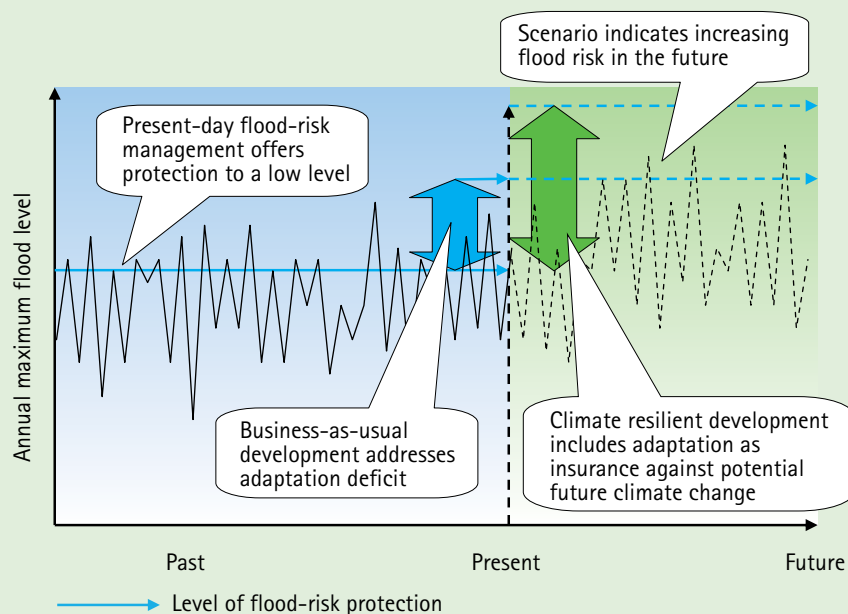 Scenario indicates increasing
flood risk in the future
Present-day flood-risk
management offers
protection to a low level
Annual maximum flood level
Business-as-usual
development addresses
adaptation deficit
Climate resilient development
includes adaptation as
insurance against potential
future climate change
Past
Present
Future
Level of flood-risk protection